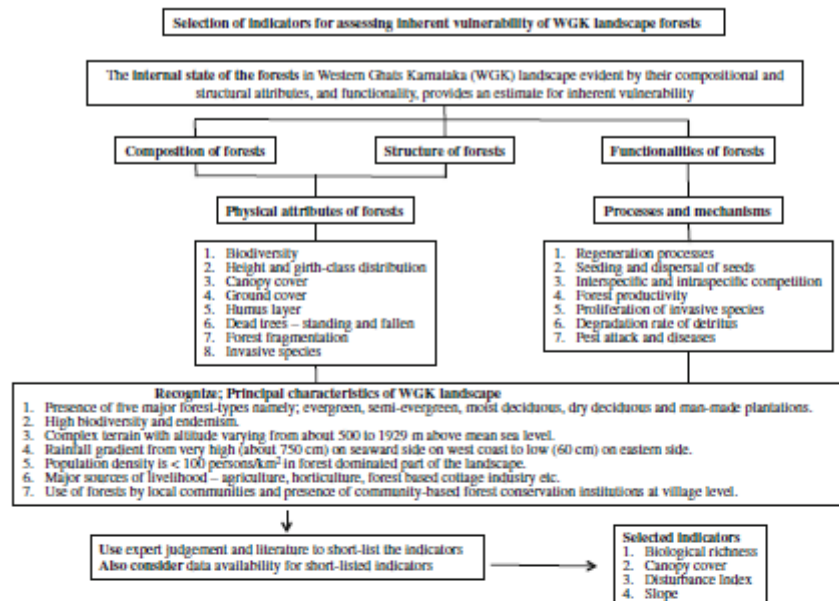 Selection of indicators for assessing inherent vulnerability of WGK landscape forests
The internal state of the forests in Western Ghats Karnataka (WGK) landscape evident by their compositional and
structural attributes, and functionality, provides an estimate for inherent vulnerability
Composition of forests
Structure of forests
Functionalities of forests
Physical attributes of forests
Processes and mechanisms
1. Biodiversity
2. Height and girth-class distribution
3. Canopy cover
4. Ground cover
5. Humus layer
6. Dead trees – standing and fallen
7. Forest fragmentation
8. Invasive species
1. Regeneration processes
2. Seeding and dispersal of seeds
3. Interspecific and intraspecific competition
4. Forest productivity
5. Proliferation of invasive species
6. Degradation rate of detritus
7. Pest attack and diseases
Recognize; Principal characteristics of WGK landscape
1. Presence of five major forest-types namely; evergreen, semi-evergreen, moist deciduous, dry deciduous and man-made plantations.
2. High biodiversity and endemism.
3. Complex terrain with altitude varying from about 500 to 1929 m above mean sea level.
4. Rainfall gradient from very high (about 750 cm) on seaward side on west coast to low (60 cm) on eastern side.
5. Population density is < 100 persons/km² in forest dominated part of the landscape.
6. Major sources of livelihood – agriculture, horticulture, forest based cottage industry etc.
7. Use of forests by local communities and presence of community-based forest conservation institutions at village level.
Use expert judgement and literature to short-list the indicators
Also consider data availability for short-listed indicators
Selected indicators
1. Biological richness
2. Canopy cover
3. Disturbance Index
4. Slope